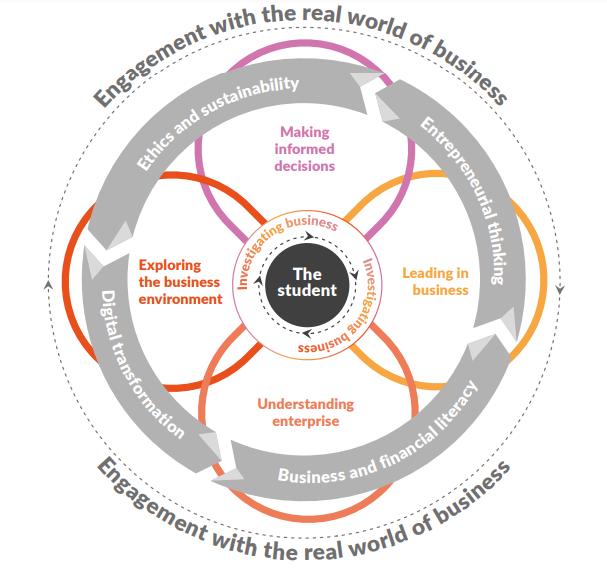 Engagement with the real world of business
Ethics and sustainability
Entrepreneurial thinking
Making
informed
decisions
Investigating business
Exploring
the business
environment
The
student
Leading in
business
Investigating
business
Digital transformation
Understanding
enterprise
Business and financial literacy
Engagement with the real world of business